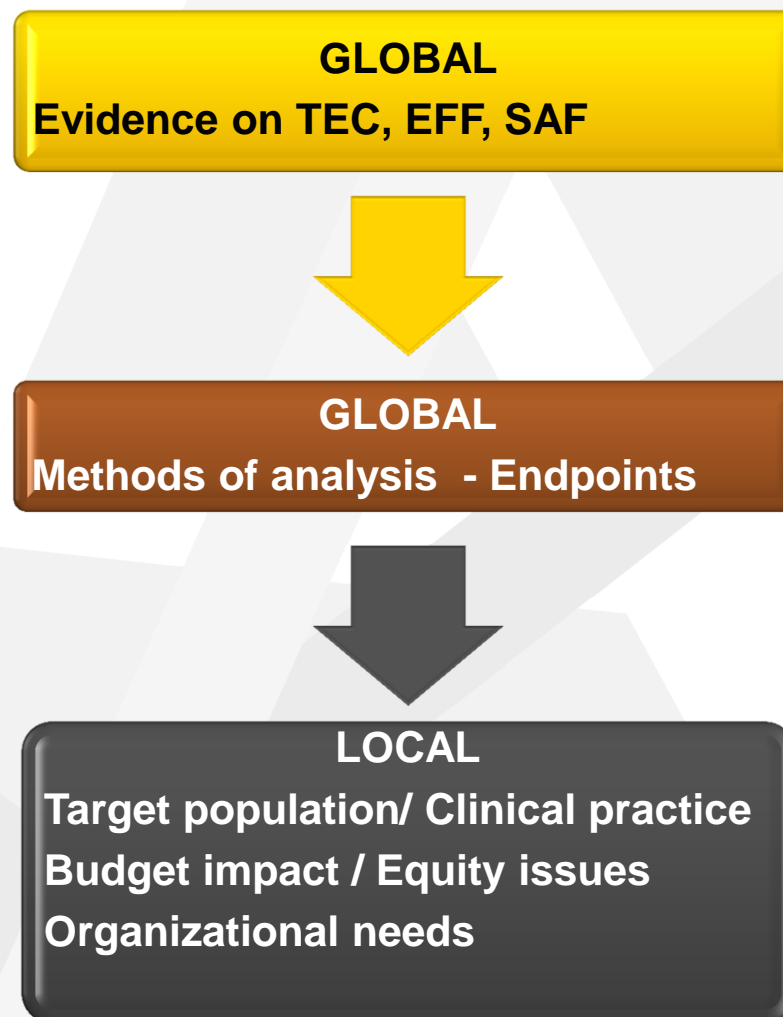 GLOBAL
Evidence on TEC, EFF, SAF
GLOBAL
Methods of analysis  - Endpoints
LOCAL
Target population/ Clinical practice
Budget impact / Equity issues
Organizational needs